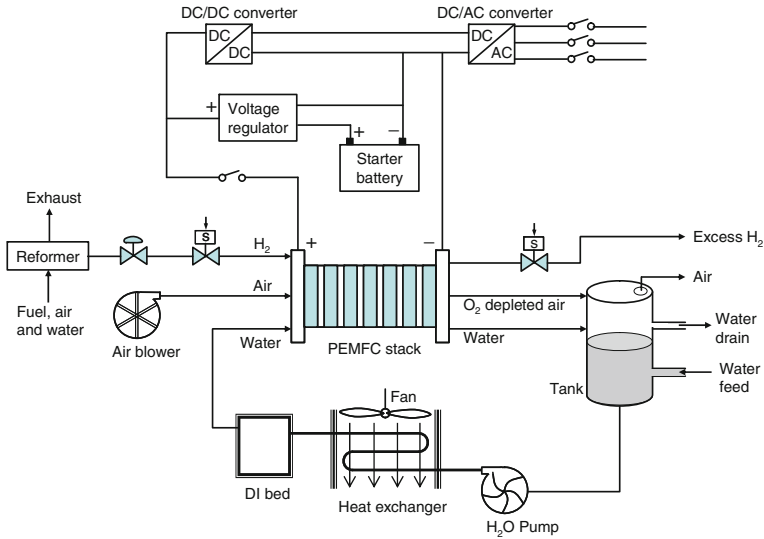 DC/DC converter
DC/AC converter
DC
DC
DC
AC
+
Voltage
regulator
+
−
Starter
battery
Exhaust
S
S
H₂
+
−
Excess H₂
Reformer
Air
Air
O₂ depleted air
Fuel, air
and water
Water
Water
Water
drain
Air blower
PEMFC stack
Water
feed
Tank
Fan
DI bed
Heat exchanger
H₂O Pump